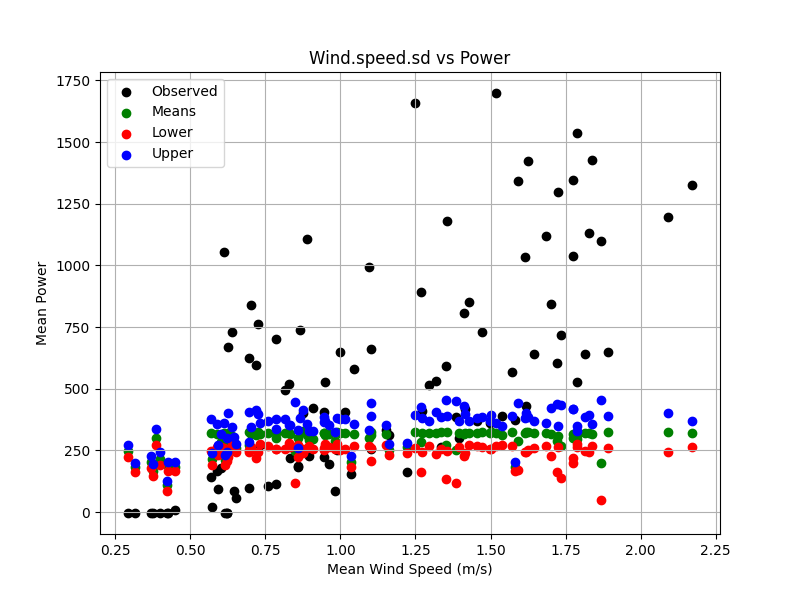 Wind.speed.sd vs Power
1750
1500
1250
1000
750
500
250
0
Mean Power
Observed
Means
Lower
Upper
0.25 0.50 0.75 1.00 1.25 1.50 1.75 2.00 2.25
Mean Wind Speed (m/s)